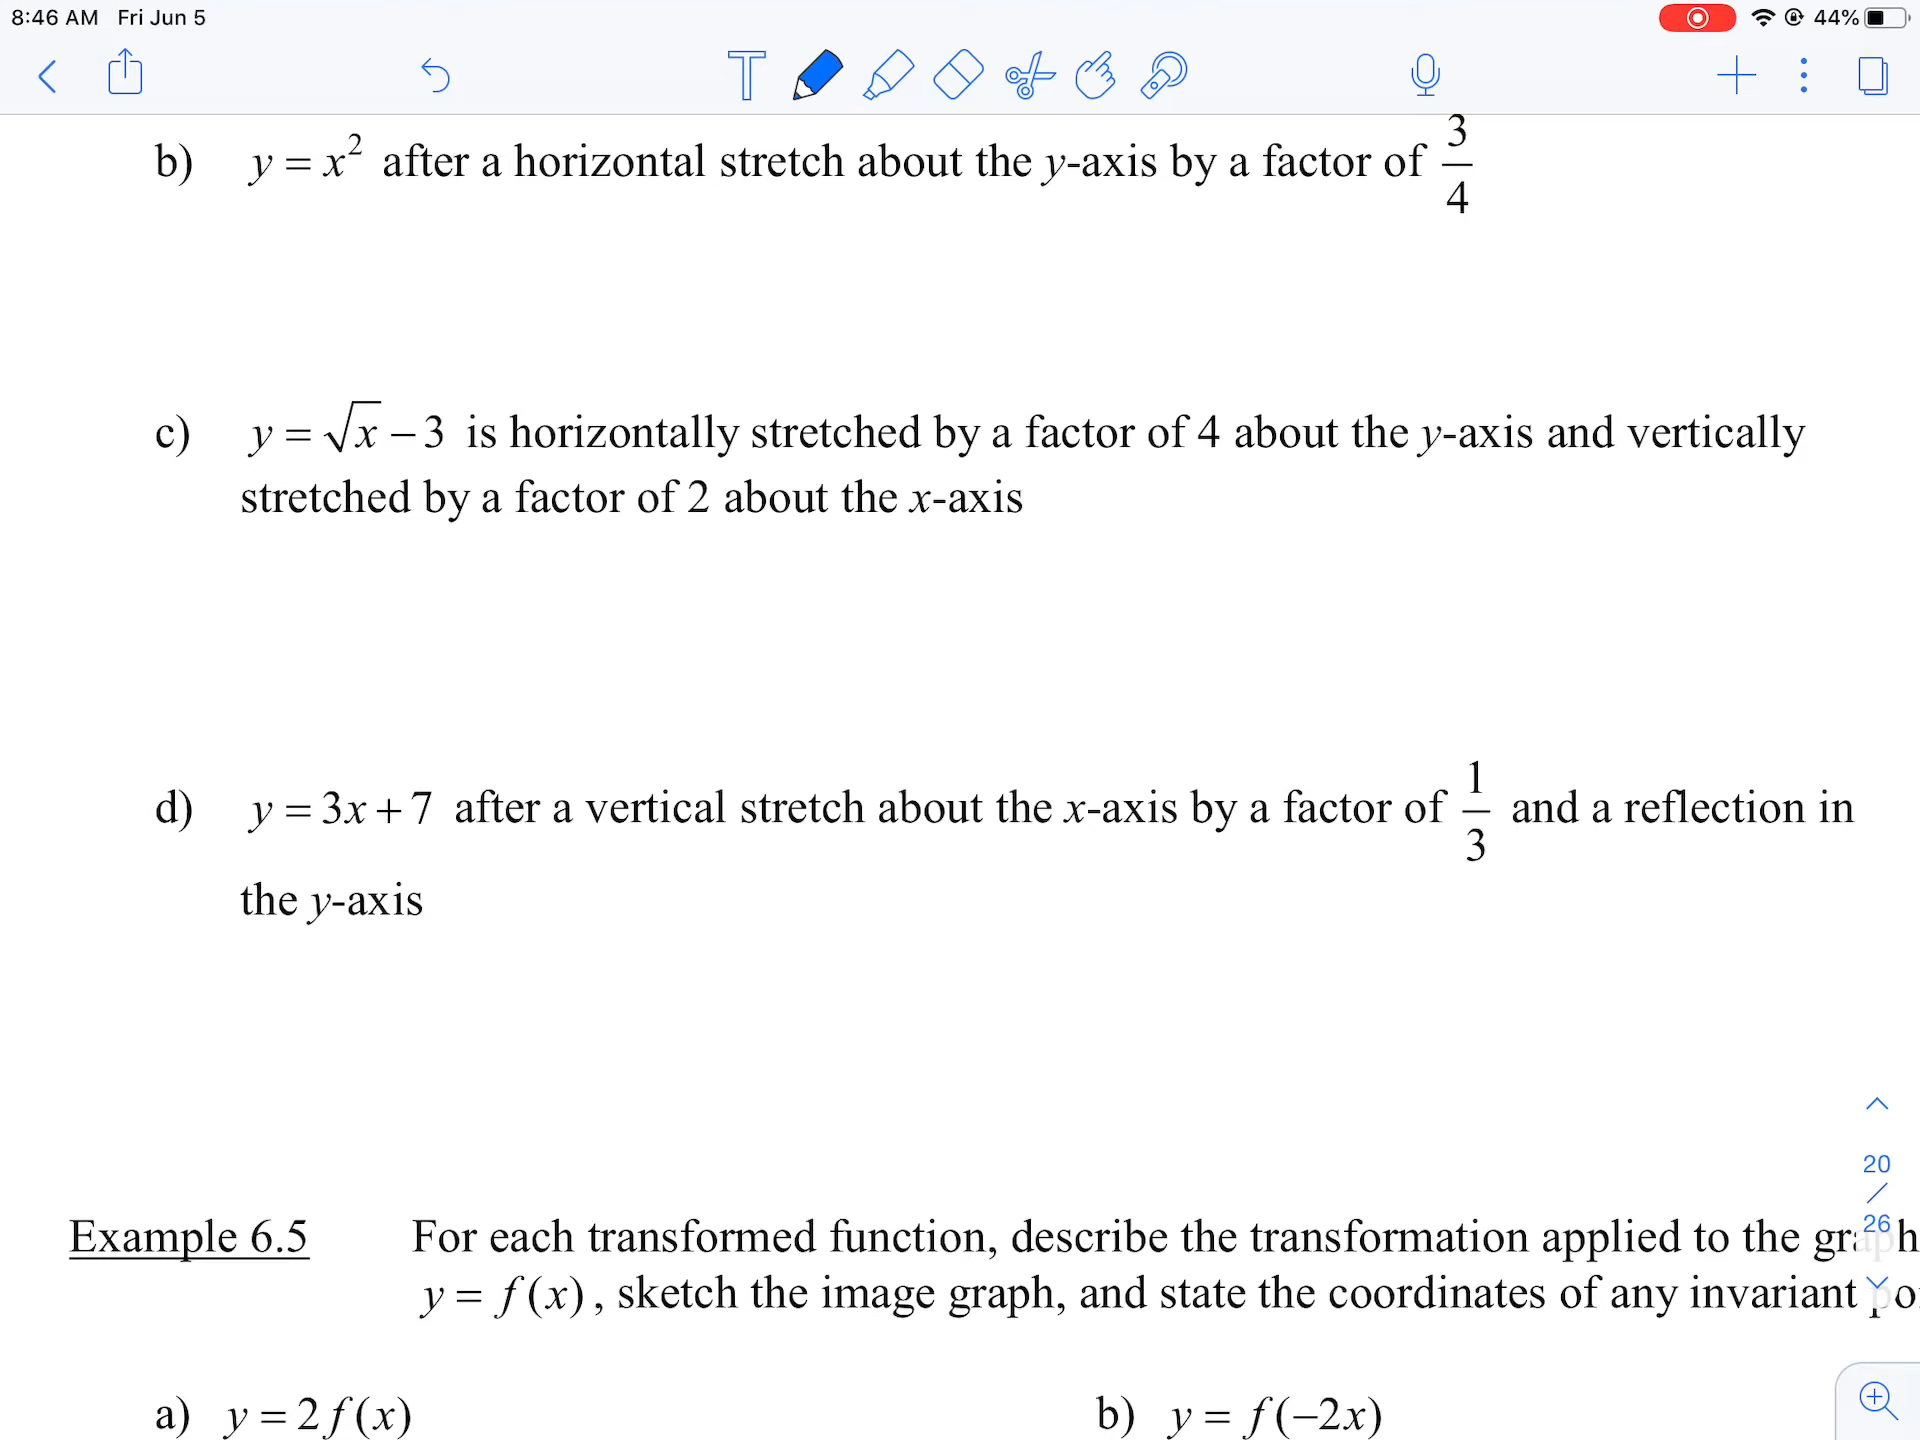 8:46 AM Fri Jun 5 44%
b) y = x² after a horizontal stretch about the y-axis by a factor of 3/4
c) y = √x − 3 is horizontally stretched by a factor of 4 about the y-axis and vertically
stretched by a factor of 2 about the x-axis
d) y = 3x + 7 after a vertical stretch about the x-axis by a factor of 1/3 and a reflection in
the y-axis
20
/
26
Example 6.5 For each transformed function, describe the transformation applied to the graph
y = f(x), sketch the image graph, and state the coordinates of any invariant
a) y = 2f(x) b) y = f(−2x)